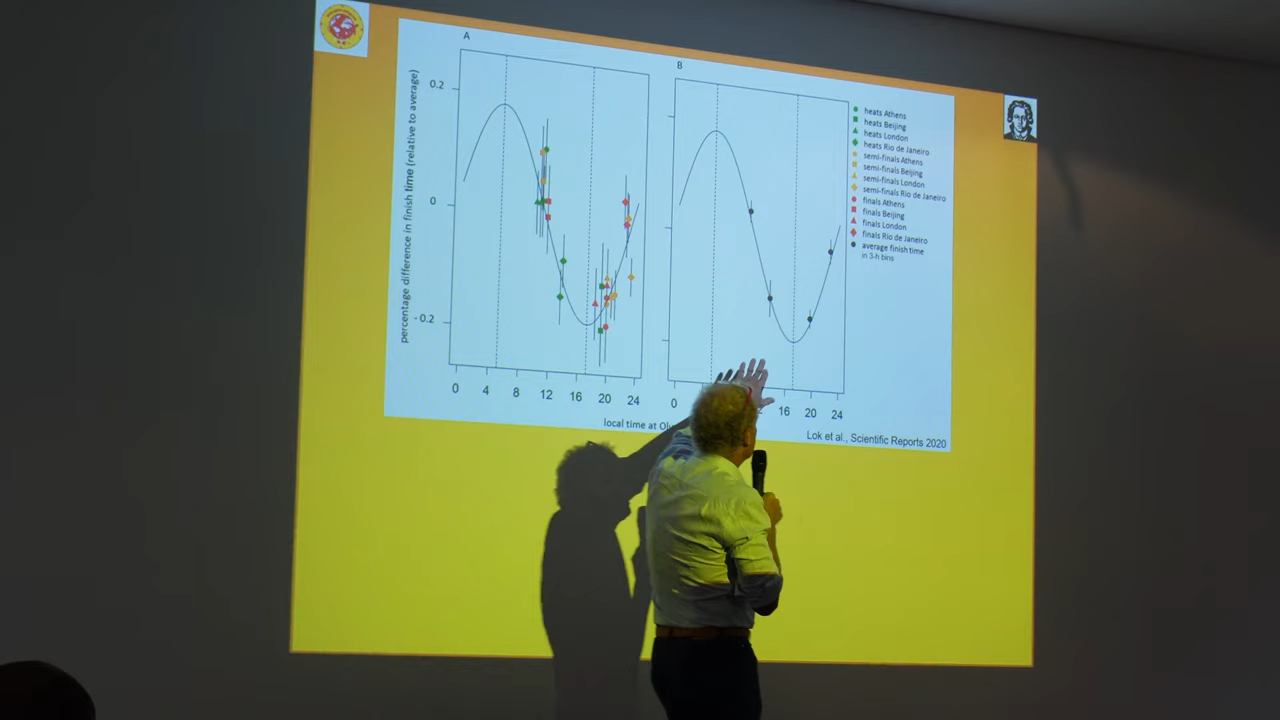 A
B
percentage difference in finish time (relative to average)
0.2
0
-0.2
0 4 8 12 16 20 24
0 16 20 24
local time at
heats Athens
heats Beijing
heats London
heats Rio de Janeiro
semi-finals Athens
semi-finals Beijing
semi-finals London
semi-finals Rio de Janeiro
finals Athens
finals Beijing
finals London
finals Rio de Janeiro
average finish time
in 3-h bins
Lok et al., Scientific Reports 2020